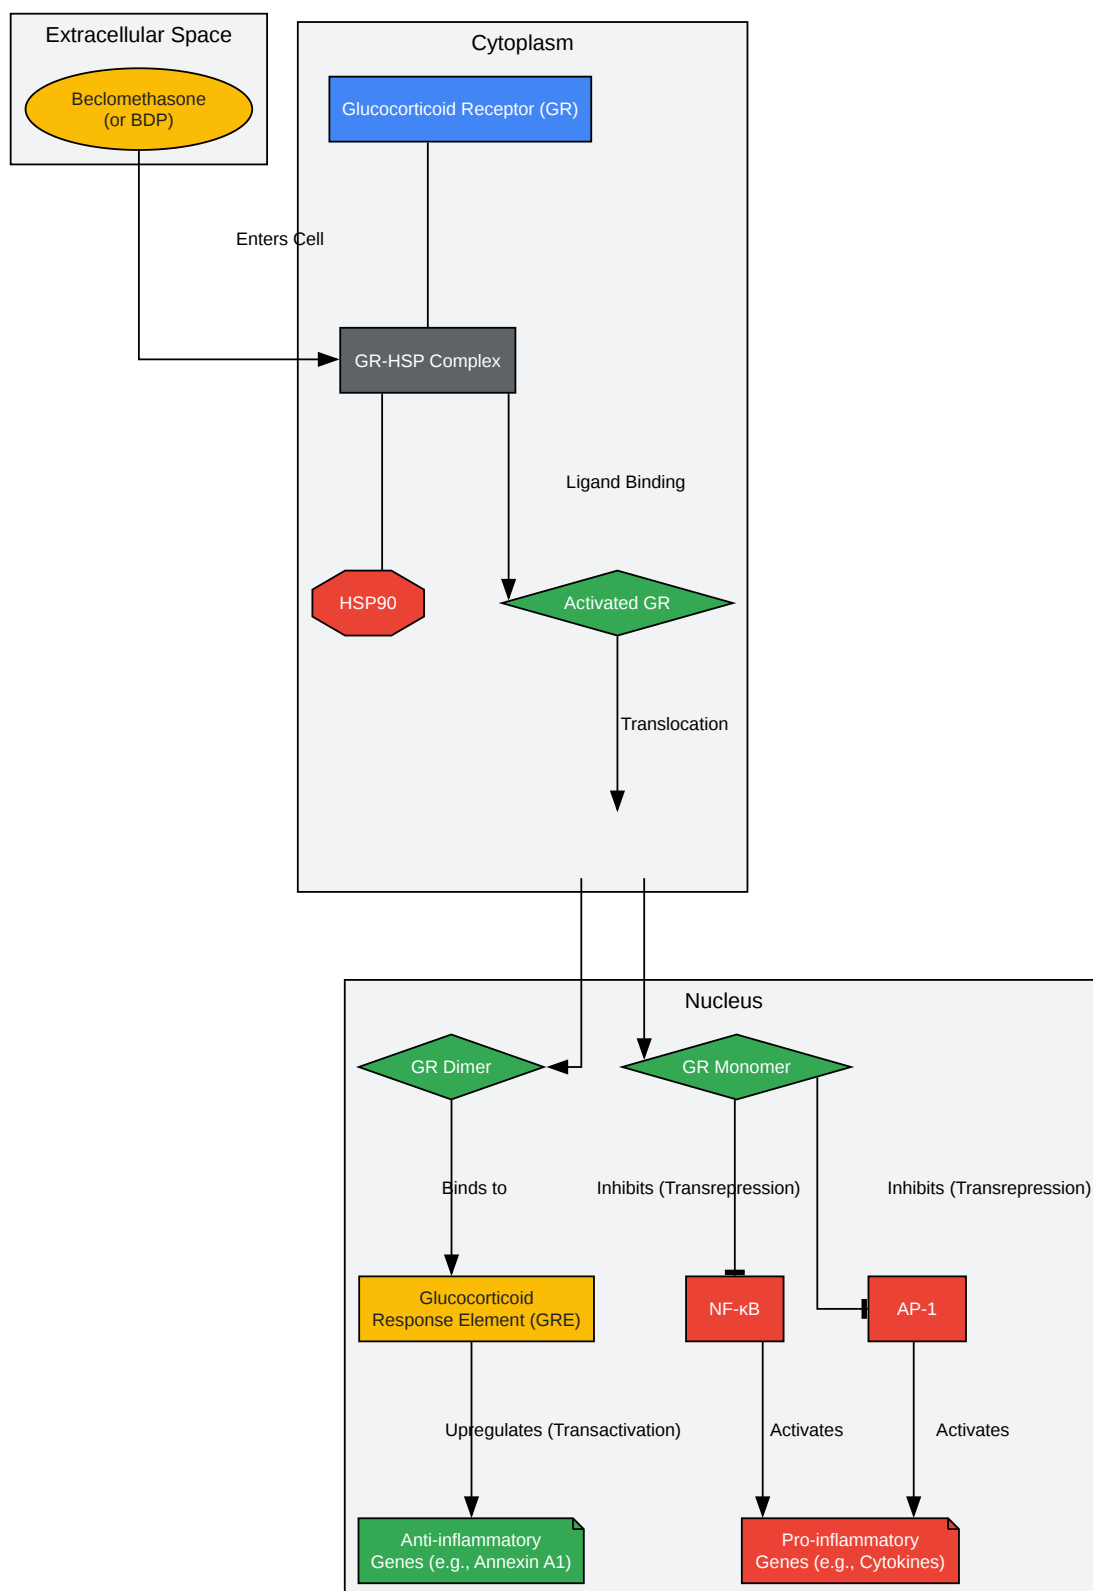 Extracellular Space
Beclomethasone
(or BDP)
Cytoplasm
Glucocorticoid Receptor (GR)
Enters Cell
GR-HSP Complex
Ligand Binding
HSP90
Activated GR
Translocation
Nucleus
GR Dimer
GR Monomer
Binds to
Inhibits (Transrepression)
Inhibits (Transrepression)
Glucocorticoid
Response Element (GRE)
NF-κB
AP-1
Upregulates (Transactivation)
Activates
Activates
Anti-inflammatory
Genes (e.g., Annexin A1)
Pro-inflammatory
Genes (e.g., Cytokines)